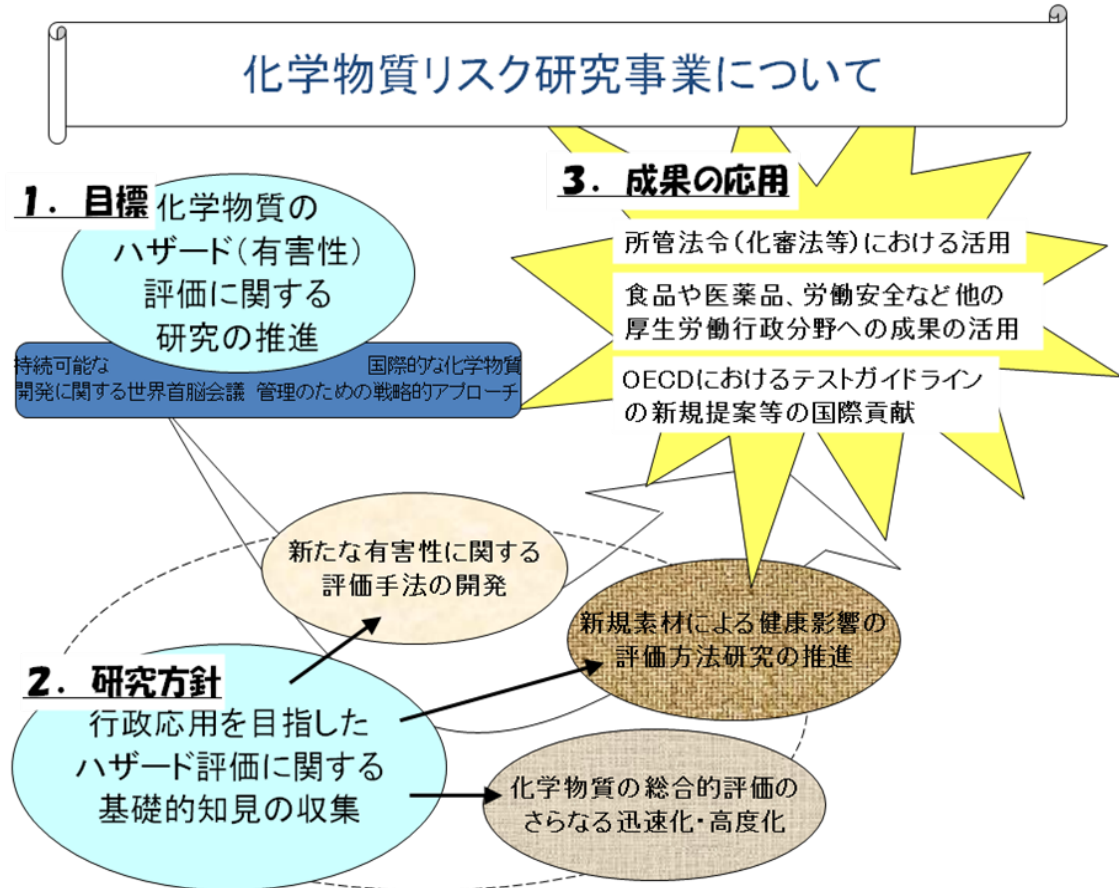 化学物質リスク研究事業について
1. 目標
化学物質の
ハザード(有害性)
評価に関する
研究の推進
持続可能な
開発に関する世界首脳会議
国際的な化学物質
管理のための戦略的アプローチ
3. 成果の応用
所管法令(化審法等)における活用
食品や医薬品、労働安全など他の
厚生労働行政分野への成果の活用
OECDにおけるテストガイドライン
の新規提案等の国際貢献
新たな有害性に関する
評価手法の開発
新規素材による健康影響の
評価方法研究の推進
2. 研究方針
行政応用を目指した
ハザード評価に関する
基礎的知見の収集
化学物質の総合的評価の
さらなる迅速化・高度化